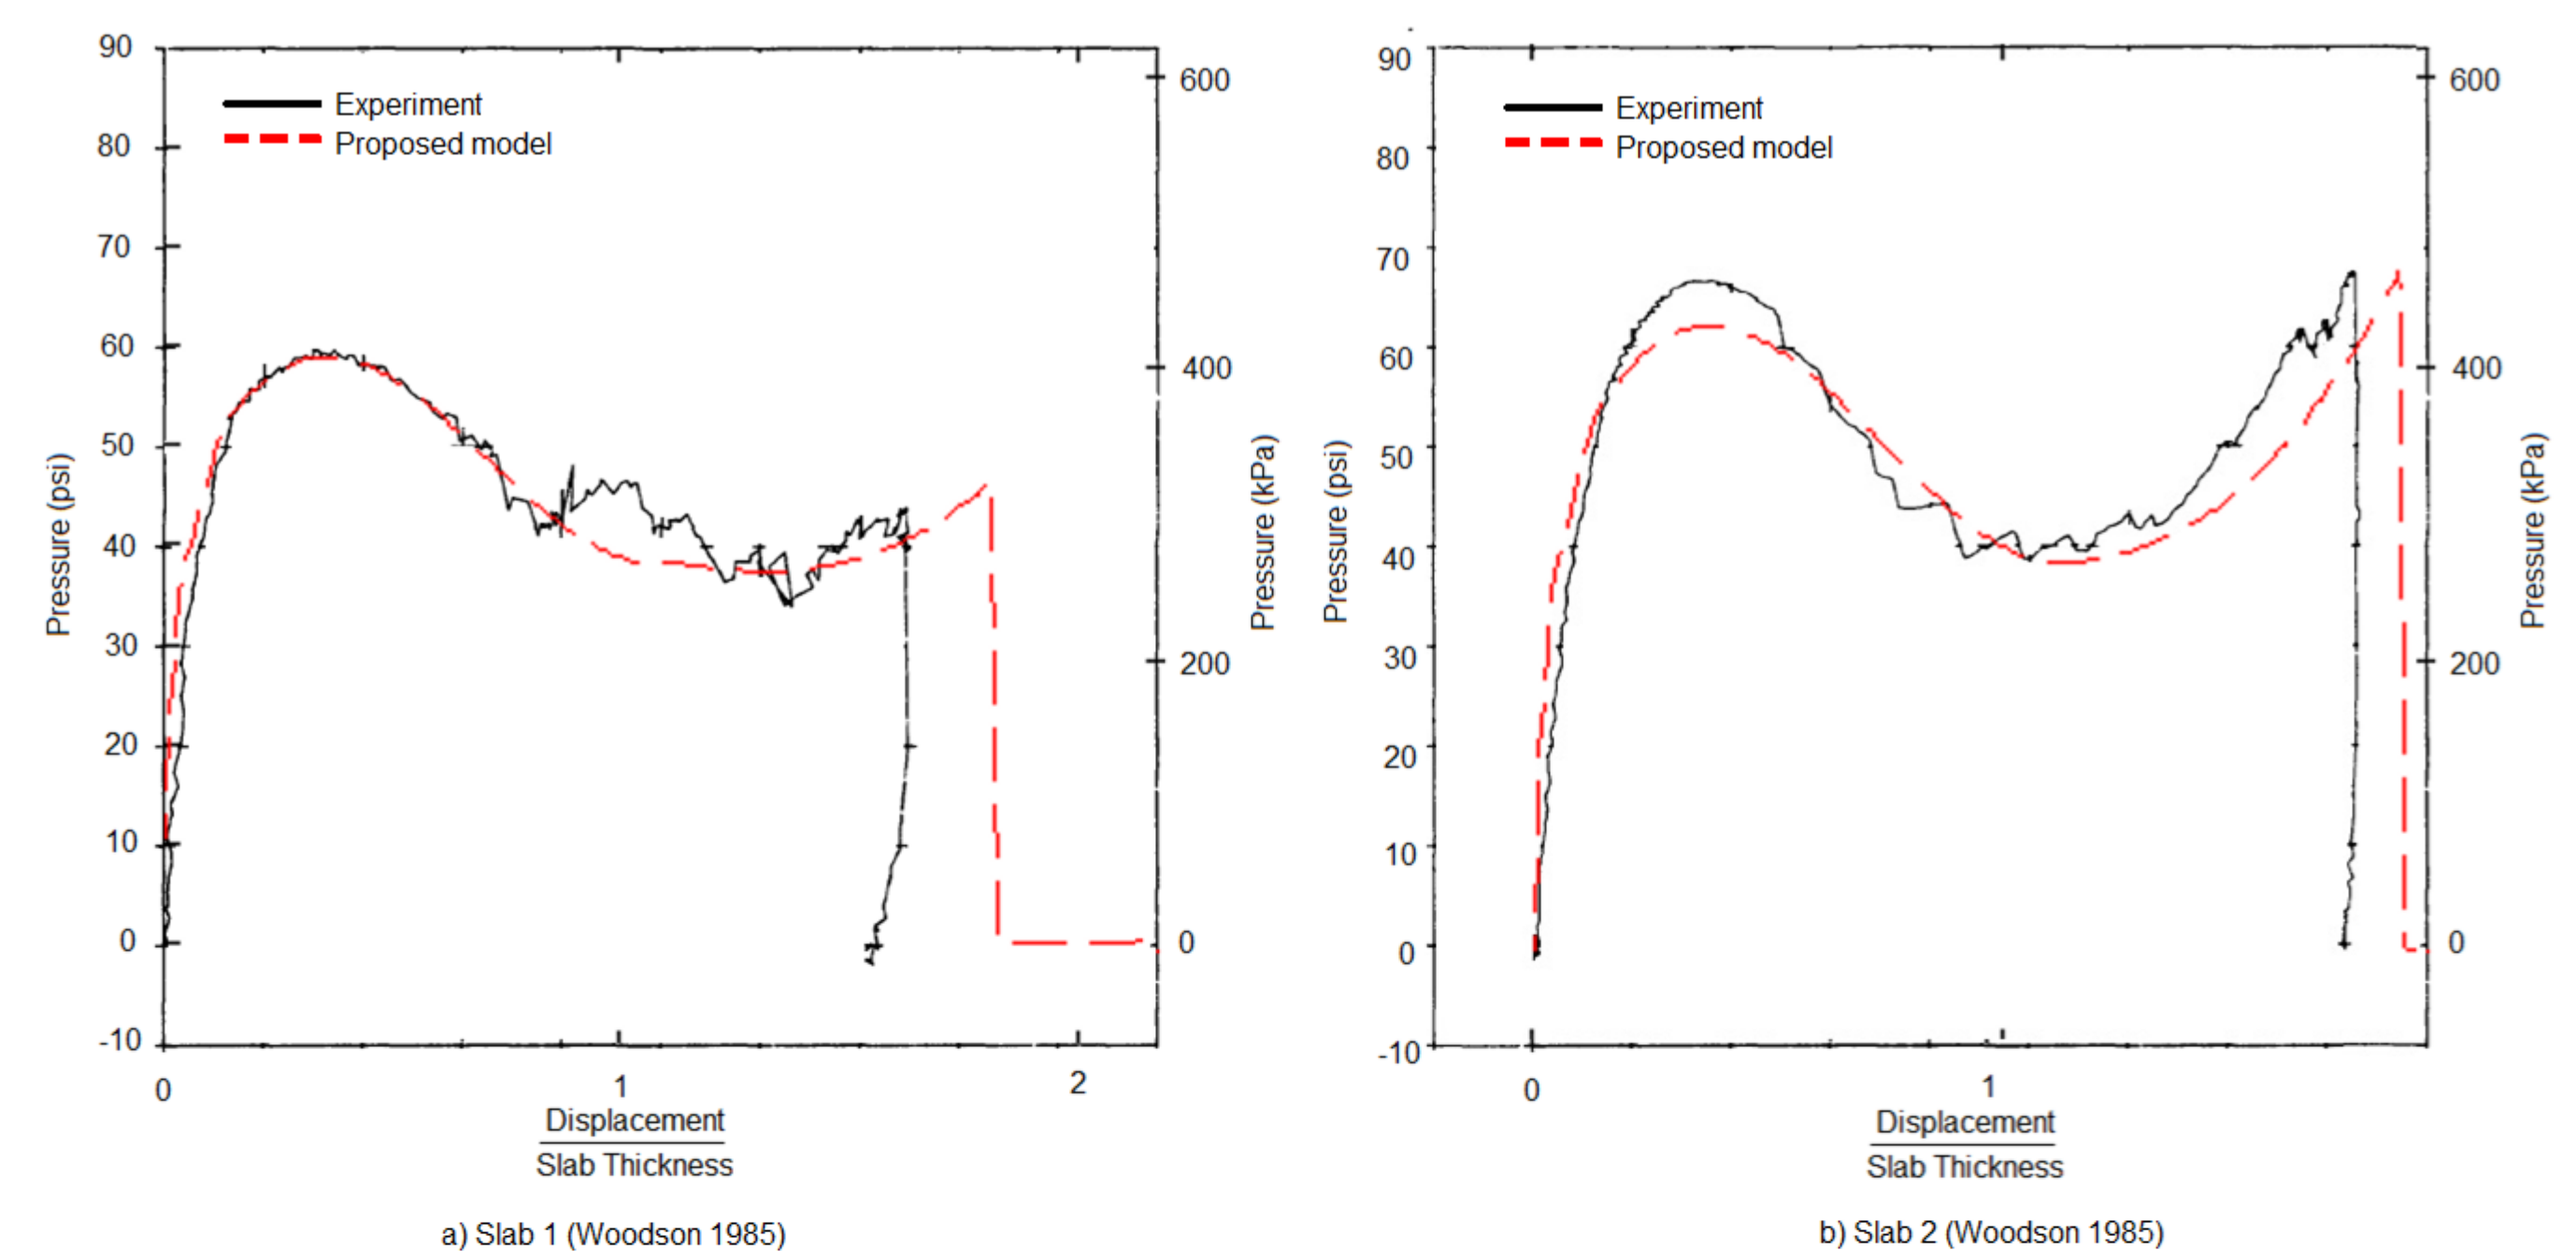 90
80
70
60
50
40
30
20
10
0
-10
Experiment
Proposed model
600
400
200
0
Pressure (psi)
Pressure (kPa)
0 1 2
Displacement
Slab Thickness
a) Slab 1 (Woodson 1985)
90
80
70
60
50
40
30
20
10
0
-10
Experiment
Proposed model
600
400
200
0
Pressure (psi)
Pressure (kPa)
0 1
Displacement
Slab Thickness
b) Slab 2 (Woodson 1985)